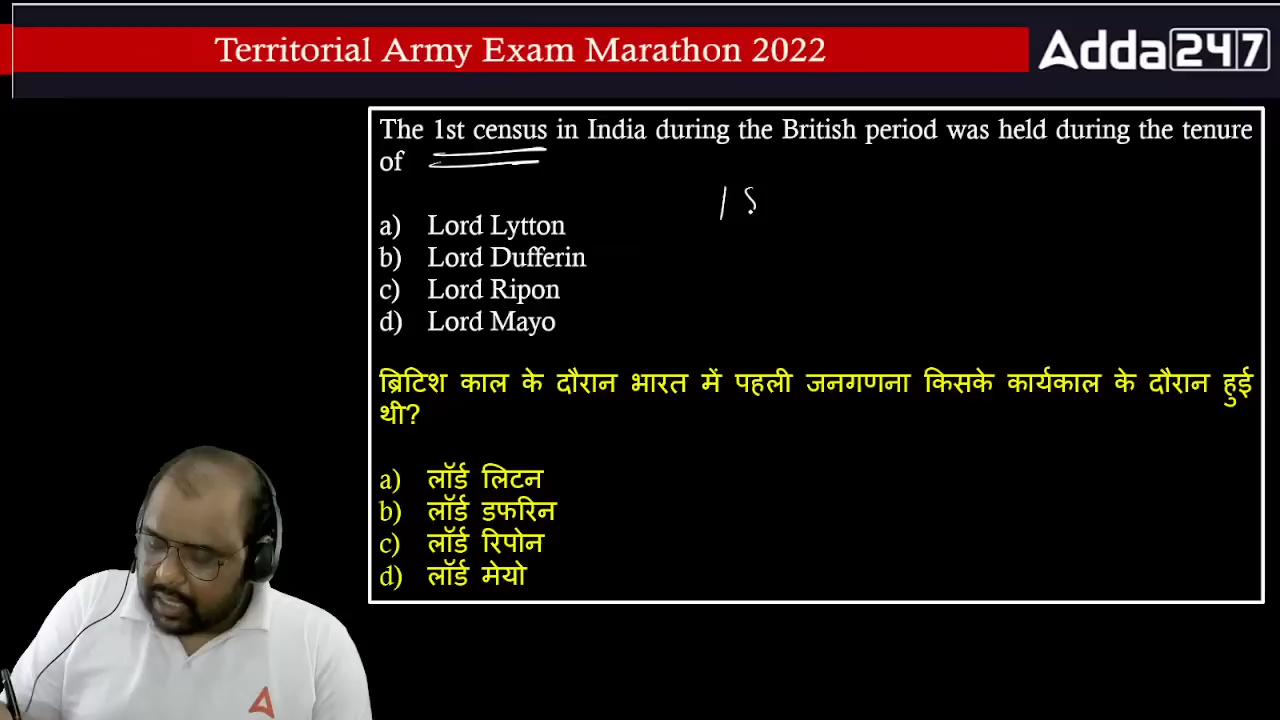 Territorial Army Exam Marathon 2022
Adda247
The 1st census in India during the British period was held during the tenure
of
18
a) Lord Lytton
b) Lord Dufferin
c) Lord Ripon
d) Lord Mayo
ब्रिटिश काल के दौरान भारत में पहली जनगणना किसके कार्यकाल के दौरान हुई
थी?
a) लॉर्ड लिटन
b) लॉर्ड डफरिन
c) लॉर्ड रिपोन
d) लॉर्ड मेयो